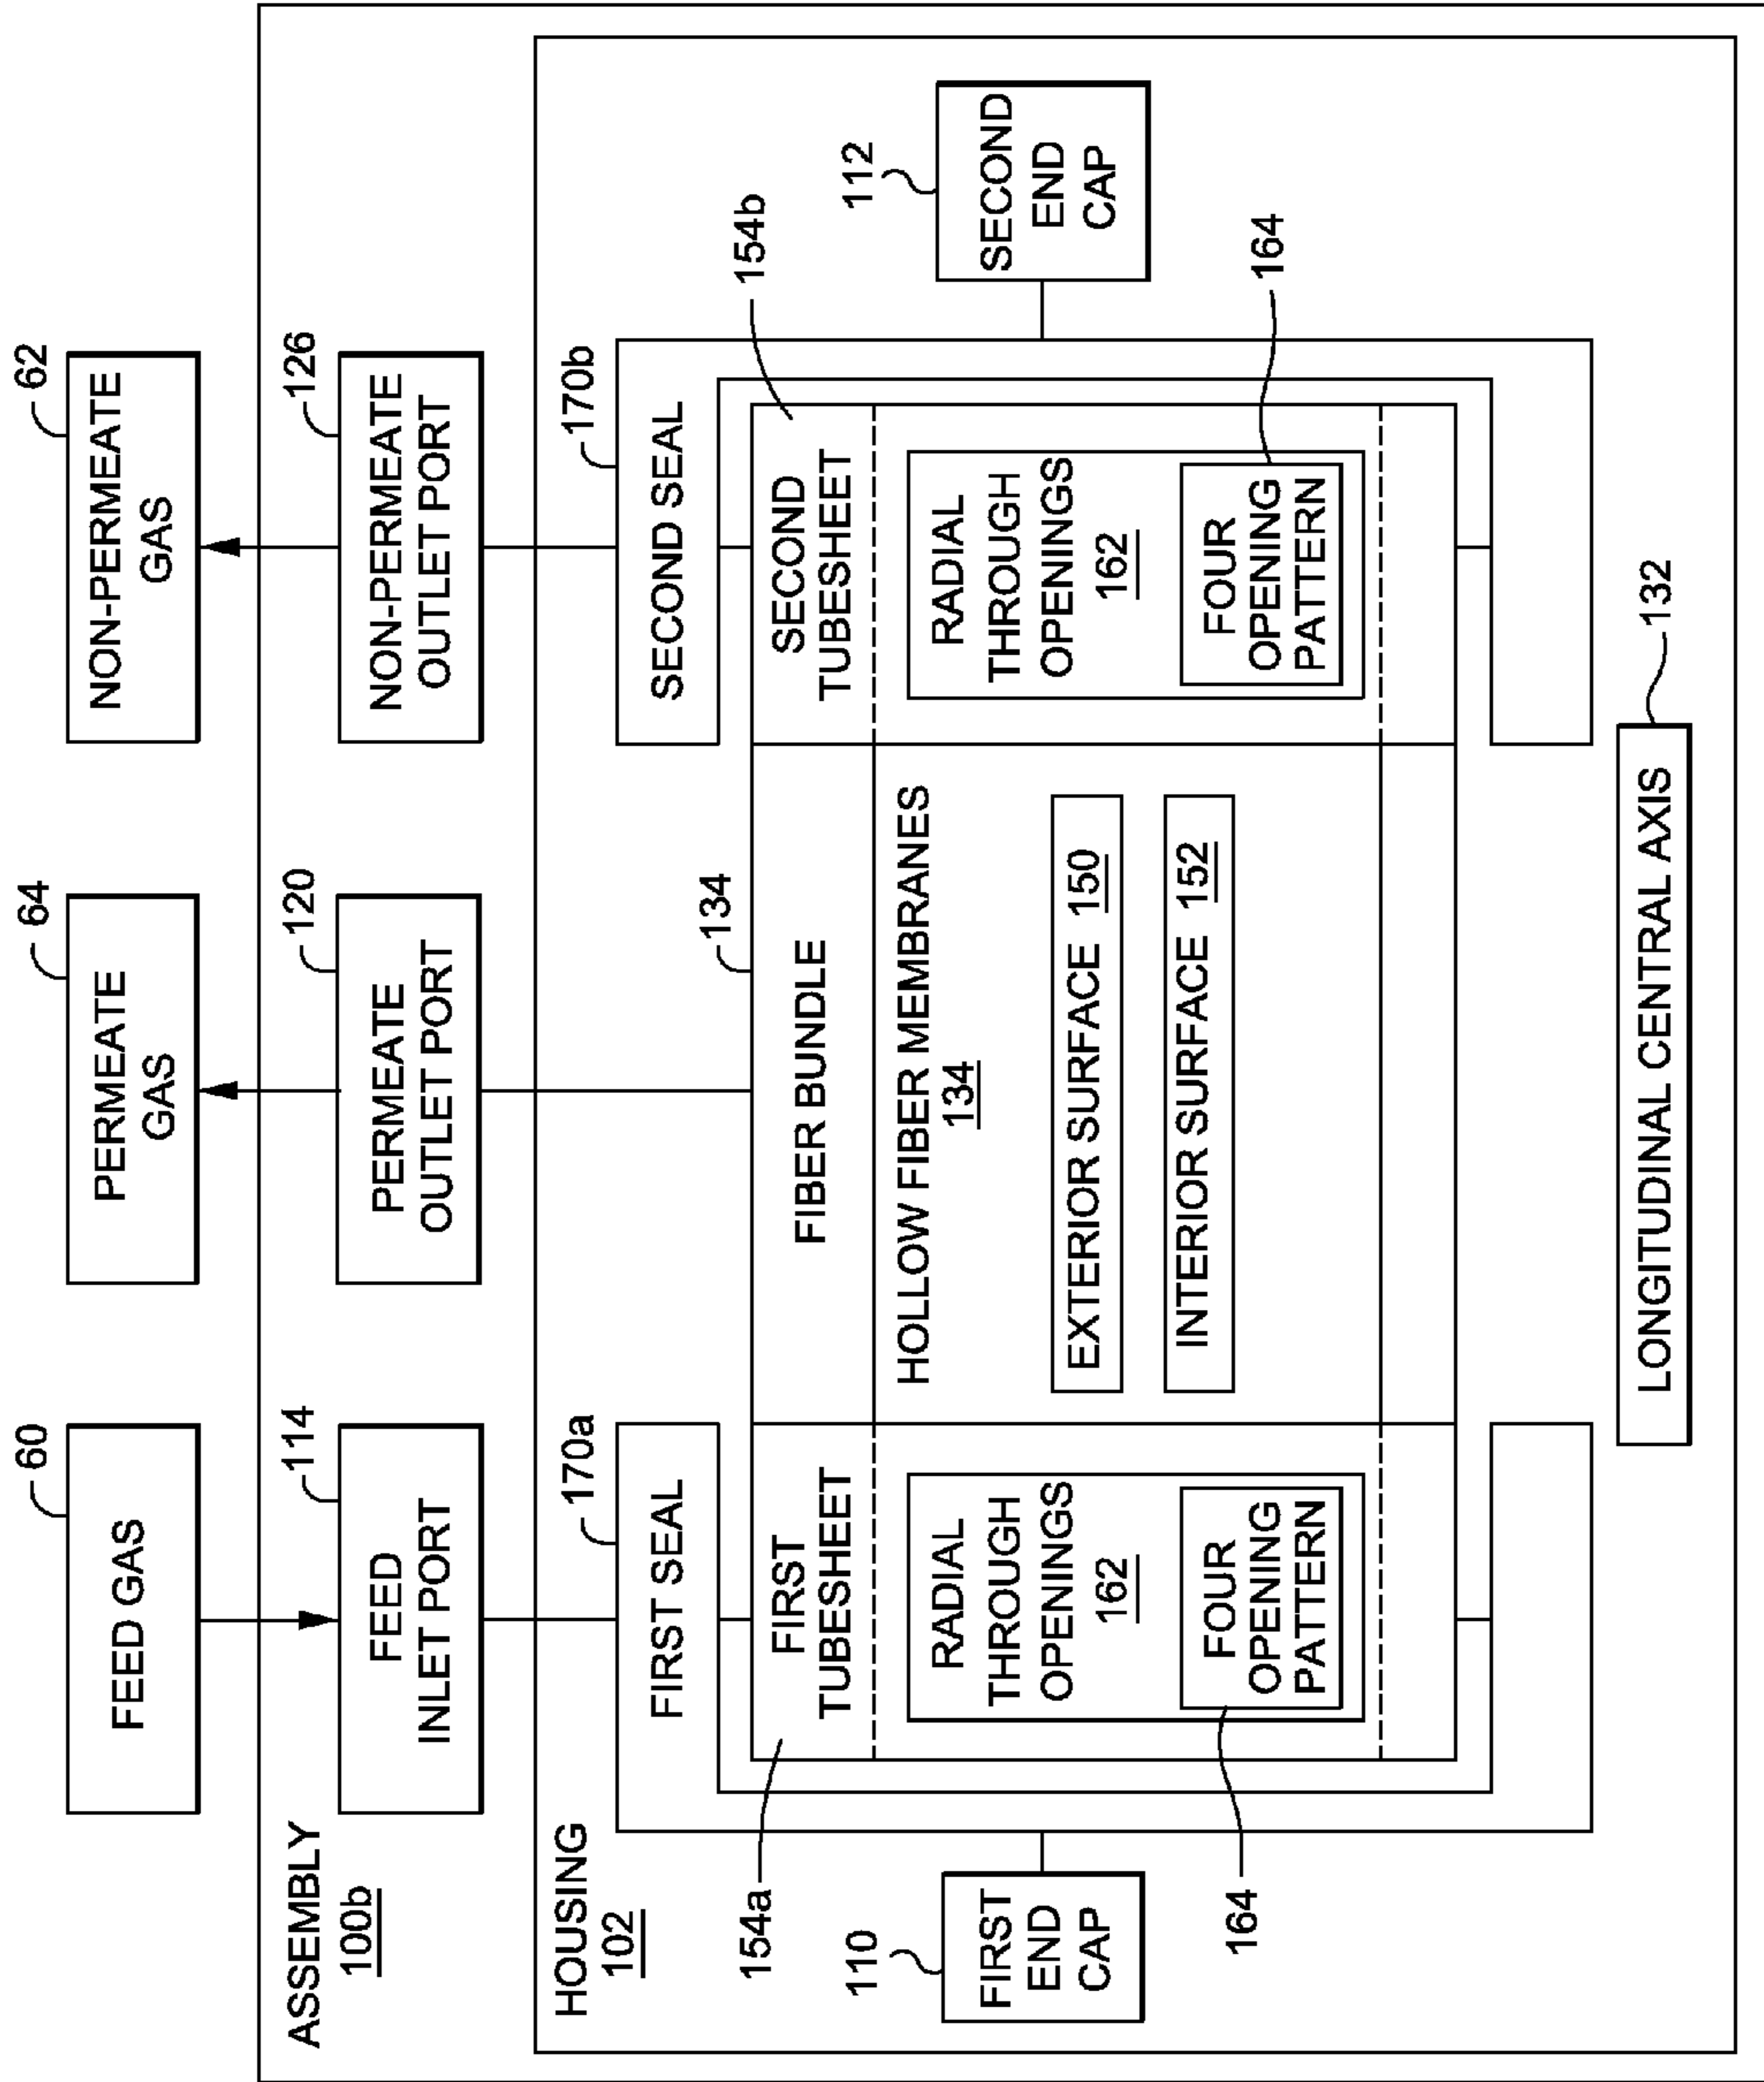 60
FEED GAS
64
PERMEATE
GAS
62
NON-PERMEATE
GAS
ASSEMBLY
100b
114
FEED
INLET PORT
120
PERMEATE
OUTLET PORT
126
NON-PERMEATE
OUTLET PORT
HOUSING
102
170a
FIRST SEAL
134
170b
SECOND SEAL
154a
FIRST
TUBESHEET
FIBER BUNDLE
SECOND
TUBESHEET
154b
110
FIRST
END
CAP
RADIAL
THROUGH
OPENINGS
162
FOUR
OPENING
PATTERN
164
HOLLOW FIBER MEMBRANES
134
EXTERIOR SURFACE 150
INTERIOR SURFACE 152
RADIAL
THROUGH
OPENINGS
162
FOUR
OPENING
PATTERN
164
112
SECOND
END
CAP
LONGITUDINAL CENTRAL AXIS
132